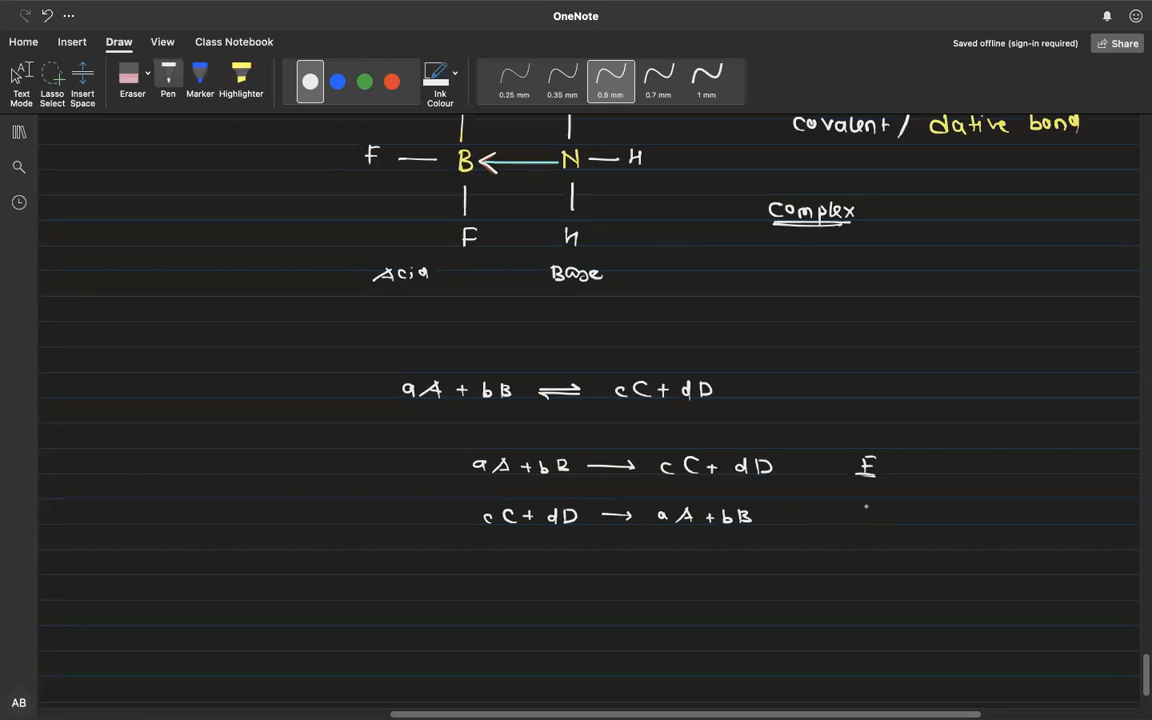 OneNote
Home Insert Draw View Class Notebook
Saved offline (sign-in required) Share
Text Mode Lasso Select Insert Space Eraser Pen Marker Highlighter Ink Colour 0.25 mm 0.35 mm 0.5 mm 0.7 mm 1 mm
covalent / dative bond
F — B ← N — H
Complex
F H
Acid Base
aA + bB ⇌ cC + dD
aA + bB → cC + dD F
cC + dD → aA + bB
AB